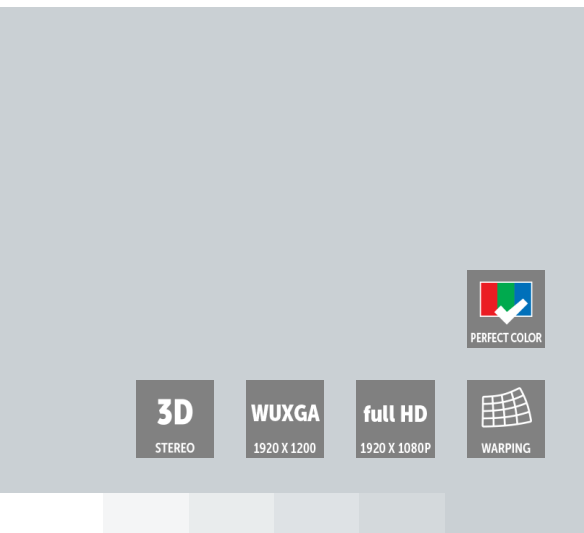 PERFECT COLOR
3D
STEREO
WUXGA
1920 X 1200
full HD
1920 X 1080P
WARPING